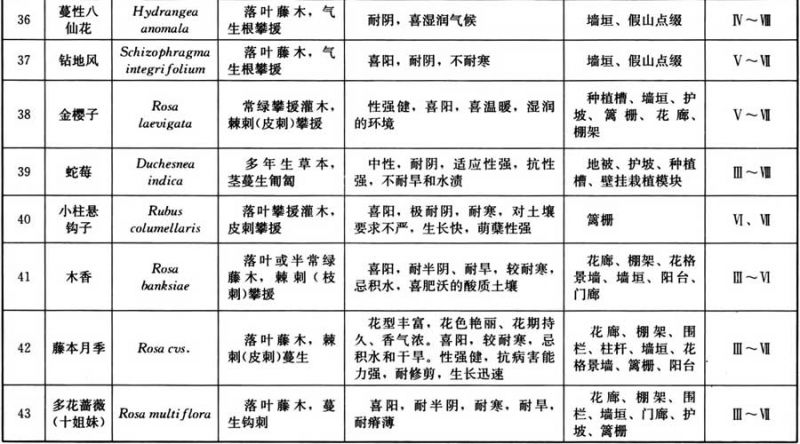 36
蔓性八
仙花
Hydrangea
anomala
落叶藤木，气
生根攀援
耐阴，喜湿润气候
墙垣、假山点缀
Ⅳ～Ⅷ
37
钻地风
Schizophragma
integrifolium
落叶藤木，气
生根攀援
喜阳，耐阴，不耐寒
墙垣、假山点缀
Ⅴ～Ⅶ
38
金樱子
Rosa
laevigata
常绿攀援灌木，
棘刺(皮刺)攀援
性强健，喜阳，喜温暖，湿润
的环境
种植槽、墙垣、护
坡、篱栅、花廊、
棚架
Ⅴ～Ⅶ
39
蛇莓
Duchesnea
indica
多年生草本，
茎蔓生匍匐
中性，耐阴，适应性强，抗性
强，不耐旱和水渍
地被、护坡、种植
槽、壁挂栽植模块
Ⅲ～Ⅷ
40
小柱悬
钩子
Rubus
columellaris
落叶攀援灌木，
皮刺攀援
喜阳，极耐阴，耐寒，对土壤
要求不严，生长快，萌蘖性强
篱栅
Ⅵ、Ⅶ
41
木香
Rosa
banksiae
落叶或半常绿
藤木，棘刺(枝
刺)攀援
喜阳，耐半阴、耐旱，较耐寒，
忌积水，喜肥沃的酸质土壤
花廊、棚架、花格
景墙、墙垣、阳台、
门廊
Ⅲ～Ⅵ
42
藤本月季
Rosa cvs.
落叶藤木，棘
刺(皮刺)蔓生
花型丰富，花色艳丽、花期持
久、香气浓。喜阳，较耐寒，忌
积水和干旱。性强健，抗病害能
力强，耐修剪，生长迅速
花廊、棚架、围
栏、柱杆、墙垣、花
格景墙、篱栅、阳台
Ⅲ～Ⅶ
43
多花蔷薇
(十姐妹)
Rosa multiflora
落叶藤木，蔓
生钩刺
喜阳，耐半阴，耐寒，耐旱，
耐瘠薄
花廊、棚架、围
栏、墙垣、门廊、护
坡、篱栅
Ⅲ～Ⅶ